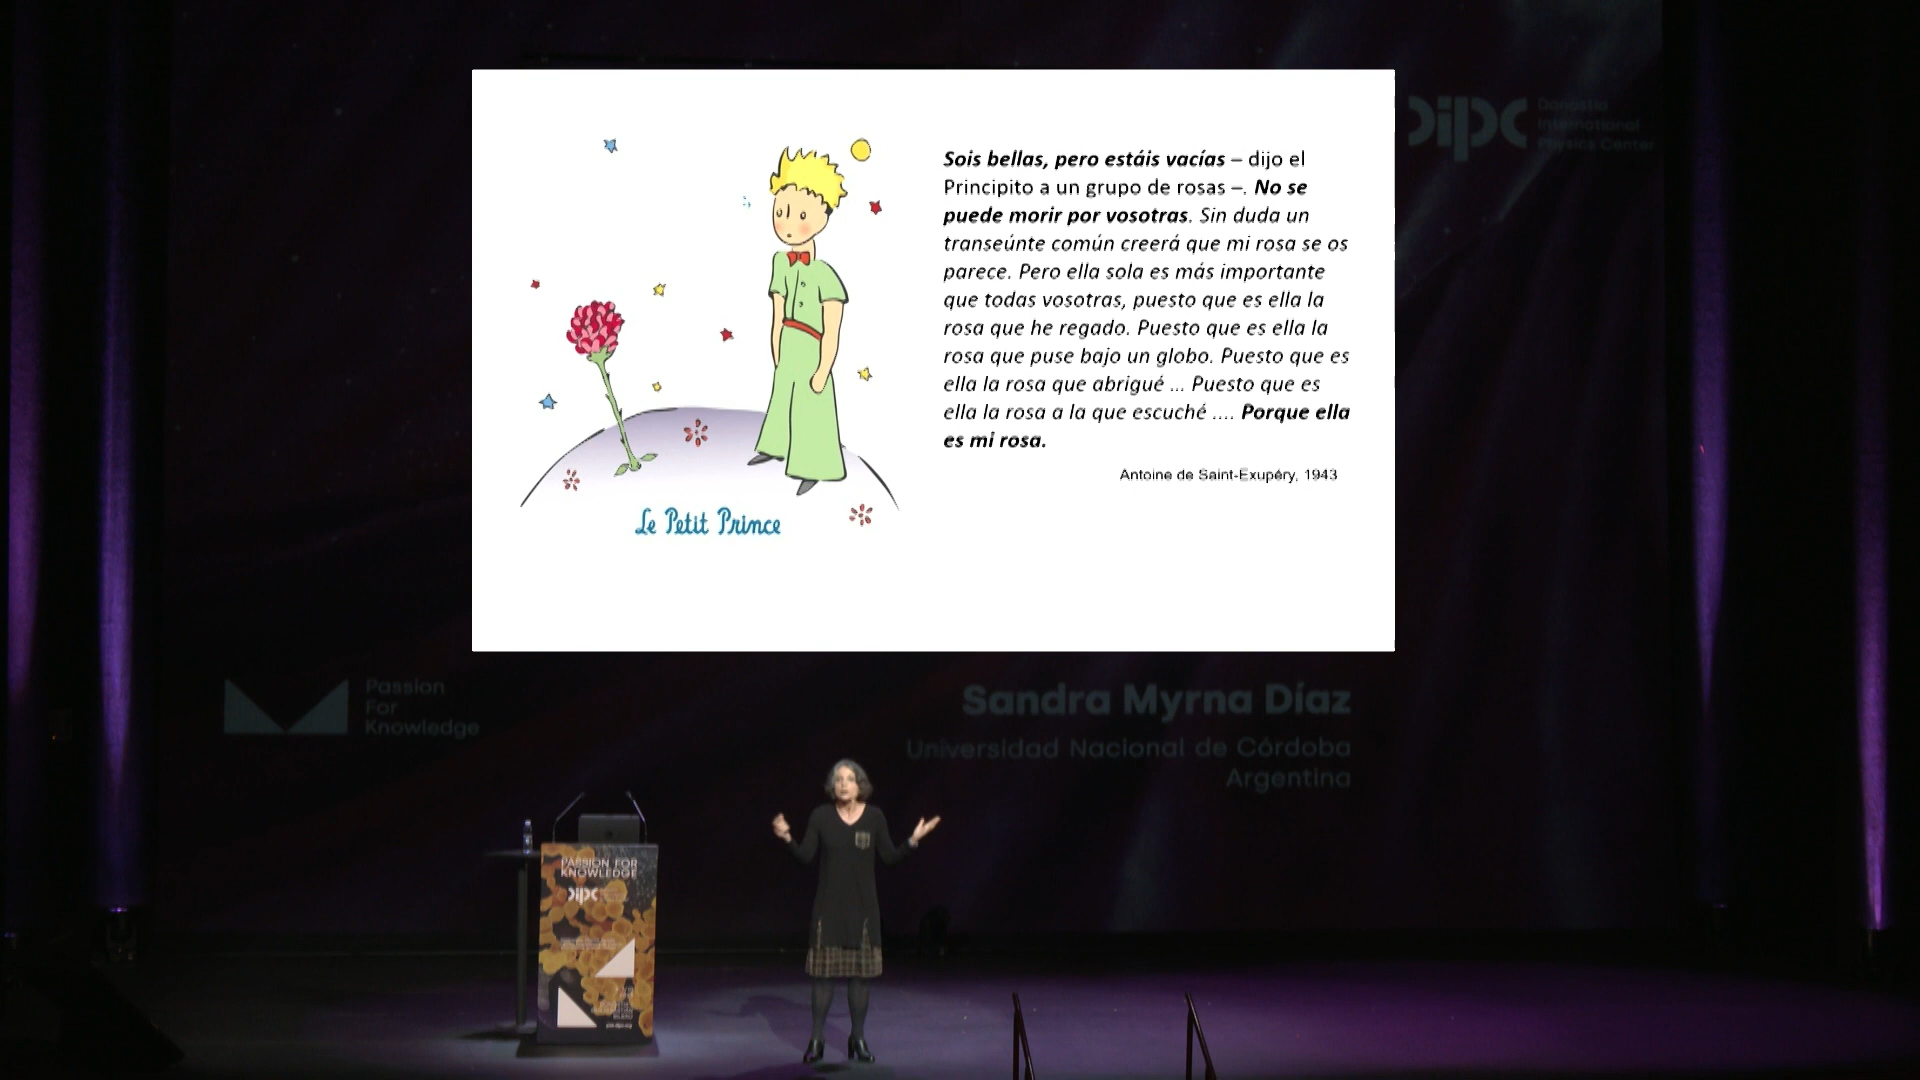 Sois bellas, pero estáis vacías – dijo el
Principito a un grupo de rosas –. No se
puede morir por vosotras. Sin duda un
transeúnte común creerá que mi rosa se os
parece. Pero ella sola es más importante
que todas vosotras, puesto que es ella la
rosa que he regado. Puesto que es ella la
rosa que puse bajo un globo. Puesto que es
ella la rosa que abrigué ... Puesto que es
ella la rosa a la que escuché .... Porque ella
es mi rosa.
Antoine de Saint-Exupéry, 1943
Le Petit Prince
dipc
Donostia
International
Physics Center
Passion
For
Knowledge
Sandra Myrna Díaz
Universidad Nacional de Córdoba
Argentina
PASSION FOR
KNOWLEDGE
dipc